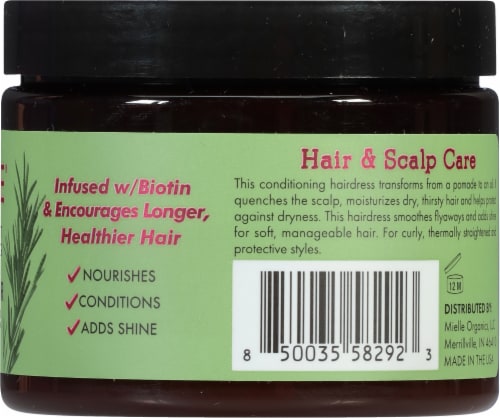 Infused w/Biotin
& Encourages Longer,
Healthier Hair
✓NOURISHES
✓CONDITIONS
✓ADDS SHINE
Hair & Scalp Care
This conditioning hairdress transforms from a pomade to an oil. It
quenches the scalp, moisturizes dry, thirsty hair and helps protect
against dryness. This hairdress smoothes flyaways and adds shine
for soft, manageable hair. For curly, thermally straightened and
protective styles.
12 M
8 50035 58292 3
DISTRIBUTED BY:
Mielle Organics, LLC
Merrillville, IN
MADE IN THE USA